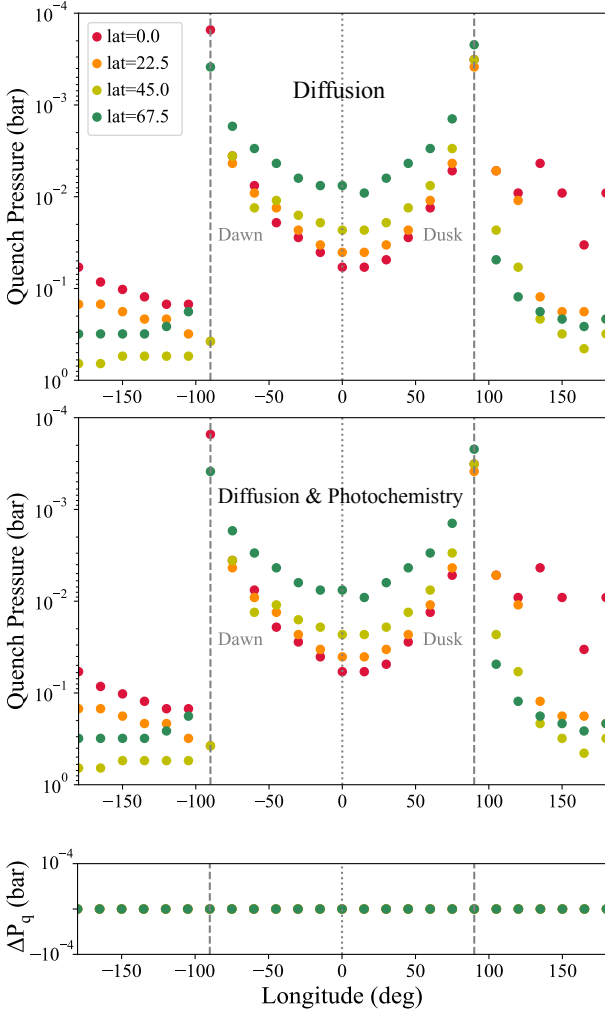 10⁻⁴
lat=0.0
lat=22.5
lat=45.0
lat=67.5
Diffusion
10⁻³
10⁻²
10⁻¹
10⁰
Quench Pressure (bar)
Dawn
Dusk
−150 −100 −50 0 50 100 150
10⁻⁴
Diffusion & Photochemistry
10⁻³
10⁻²
10⁻¹
10⁰
Quench Pressure (bar)
Dawn
Dusk
−150 −100 −50 0 50 100 150
10⁻⁴
−10⁻⁴
ΔP_q (bar)
−150 −100 −50 0 50 100 150
Longitude (deg)